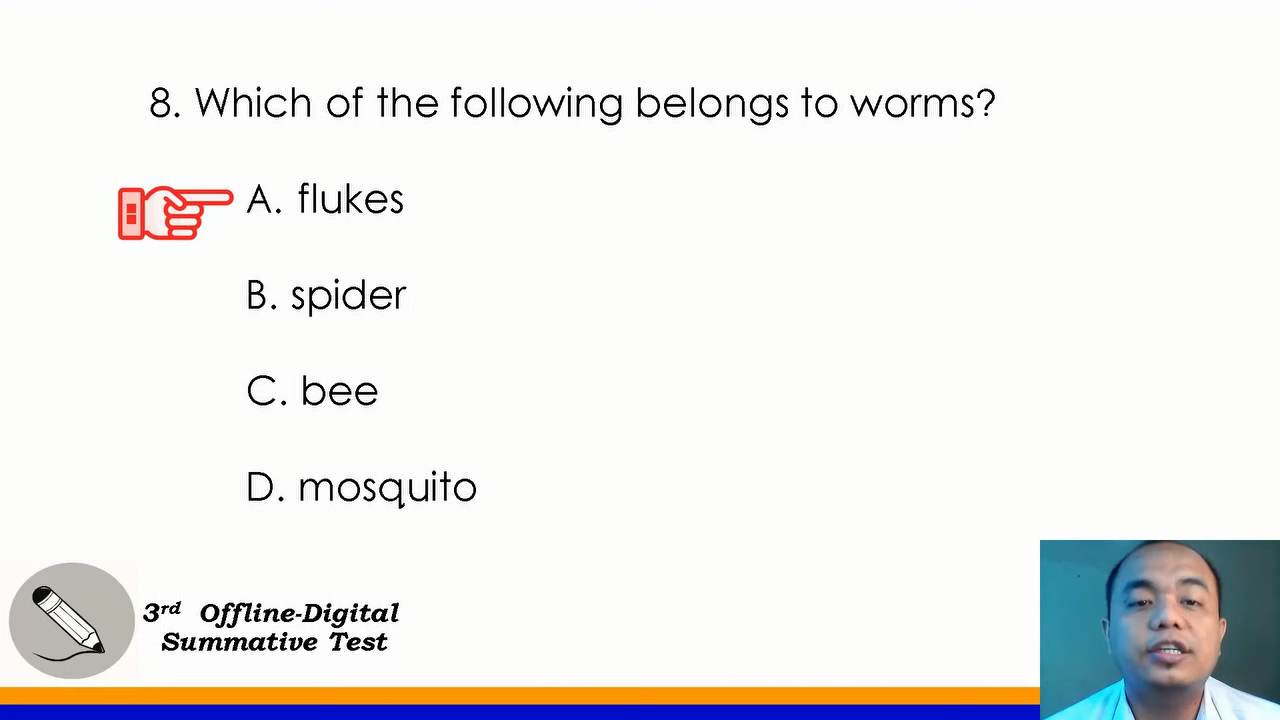 8. Which of the following belongs to worms?
A. flukes
B. spider
C. bee
D. mosquito
3rd Offline-Digital
Summative Test